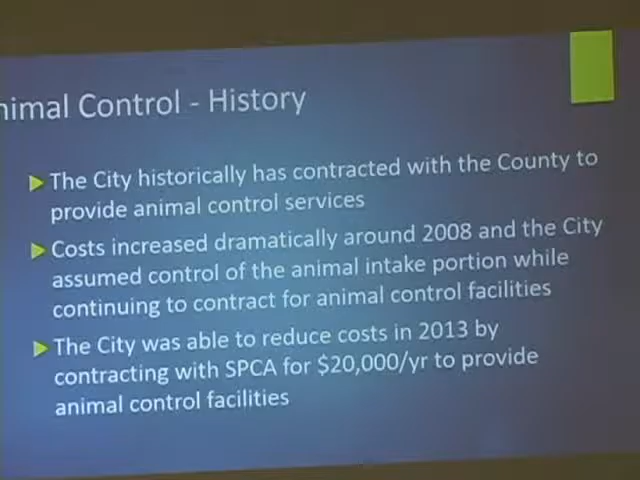 nimal Control - History
The City historically has contracted with the County to
provide animal control services
Costs increased dramatically around 2008 and the City
assumed control of the animal intake portion while
continuing to contract for animal control facilities
The City was able to reduce costs in 2013 by
contracting with SPCA for $20,000/yr to provide
animal control facilities